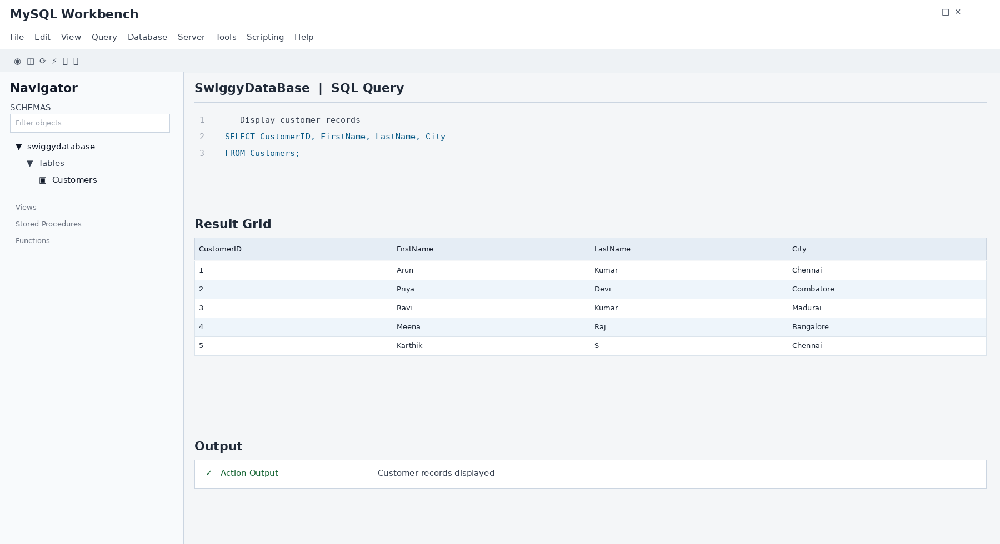 MySQL Workbench
— □ ×
File Edit View Query Database Server Tools Scripting Help
Navigator
SCHEMAS
Filter objects
▼ swiggydatabase
▼ Tables
▣ Customers
Views
Stored Procedures
Functions
SwiggyDataBase | SQL Query
1 -- Display customer records
2 SELECT CustomerID, FirstName, LastName, City
3 FROM Customers;
Result Grid
CustomerID FirstName LastName City
1 Arun Kumar Chennai
2 Priya Devi Coimbatore
3 Ravi Kumar Madurai
4 Meena Raj Bangalore
5 Karthik S Chennai
Output
✓ Action Output Customer records displayed